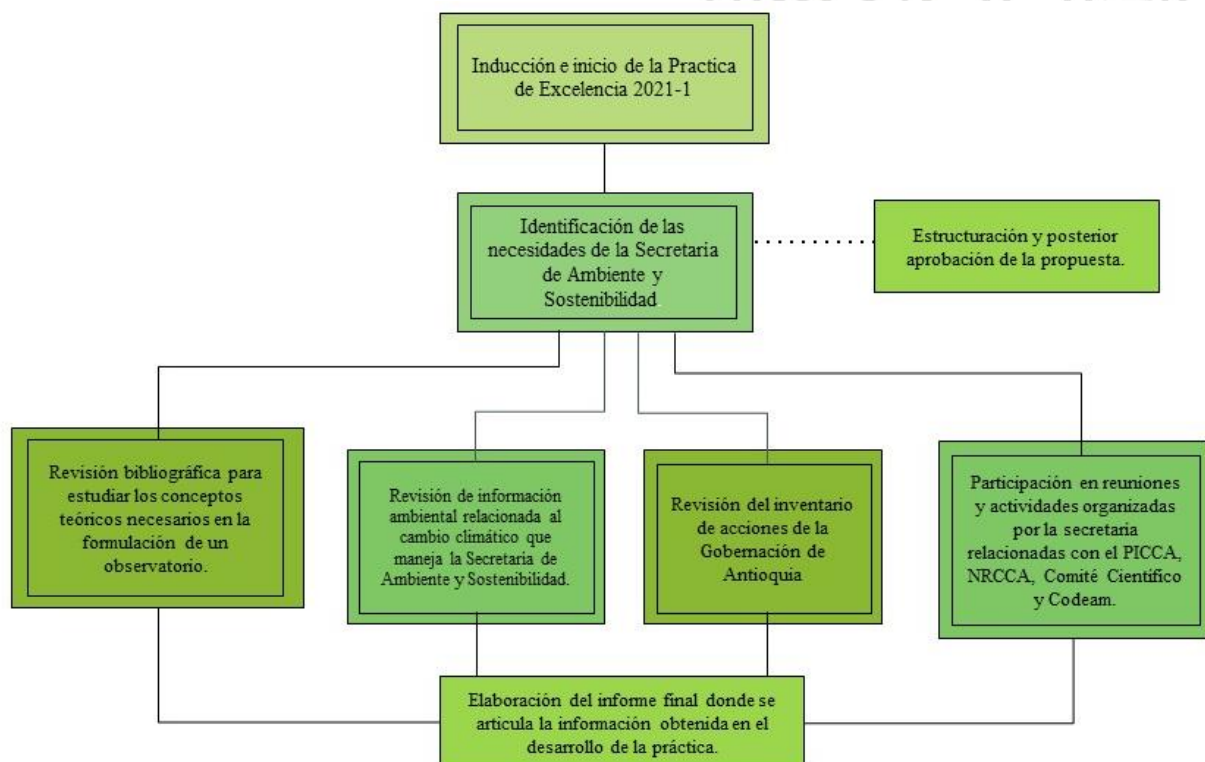 Inducción e inicio de la Practica
de Excelencia 2021-1
Identificación de las
necesidades de la Secretaria
de Ambiente y
Sostenibilidad.
Estructuración y posterior
aprobación de la propuesta.
Revisión bibliográfica para
estudiar los conceptos
teóricos necesarios en la
formulación de un
observatorio.
Revisión de información
ambiental relacionada al
cambio climático que
maneja la Secretaria de
Ambiente y Sostenibilidad.
Revisión del inventario
de acciones de la
Gobernación de
Antioquia
Participación en reuniones
y actividades organizadas
por la secretaria
relacionadas con el PICCA,
NRCCA, Comité Científico
y Codeam.
Elaboración del informe final donde se
articula la información obtenida en el
desarrollo de la práctica.